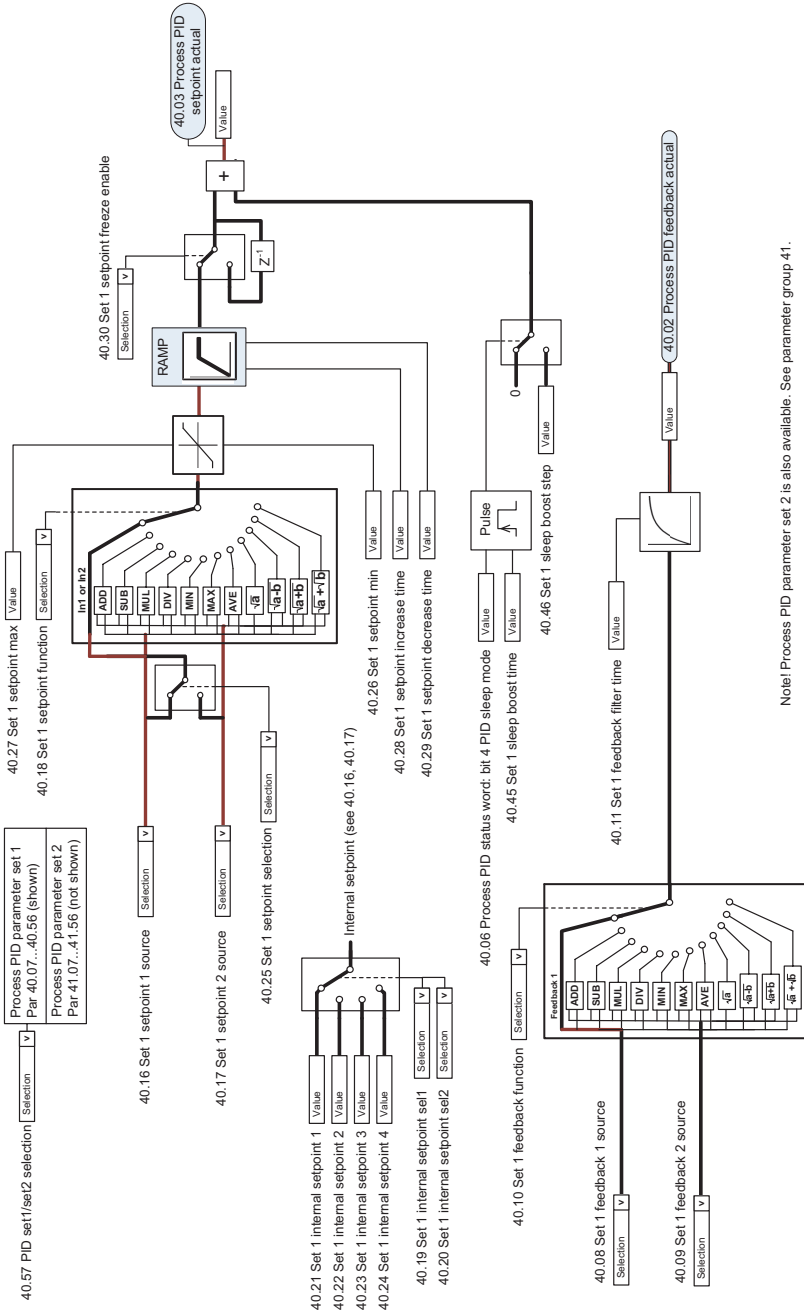 40.57 PID set1/set2 selection
Selection
v
Process PID parameter set 1
Par 40.07...40.56 (shown)
Process PID parameter set 2
Par 41.07...41.56 (not shown)
40.27 Set 1 setpoint max
Value
40.18 Set 1 setpoint function
Selection
v
40.16 Set 1 setpoint 1 source
Selection
v
40.17 Set 1 setpoint 2 source
Selection
v
40.25 Set 1 setpoint selection
Selection
v
In1 or In2
ADD
SUB
MUL
DIV
MIN
MAX
AVE
√a
√a-b
√a+b
√a +√b
RAMP
40.30 Set 1 setpoint freeze enable
Selection
v
Z⁻¹
+
40.03 Process PID
setpoint actual
Value
40.26 Set 1 setpoint min
Value
40.28 Set 1 setpoint increase time
Value
40.29 Set 1 setpoint decrease time
Value
40.21 Set 1 internal setpoint 1
Value
40.22 Set 1 internal setpoint 2
Value
40.23 Set 1 internal setpoint 3
Value
40.24 Set 1 internal setpoint 4
Value
40.19 Set 1 internal setpoint sel1
Selection
v
40.20 Set 1 internal setpoint sel2
Selection
v
Internal setpoint (see 40.16, 40.17)
40.06 Process PID status word: bit 4 PID sleep mode
Value
40.45 Set 1 sleep boost time
Value
Pulse
0
40.46 Set 1 sleep boost step
Value
40.10 Set 1 feedback function
Selection
v
40.08 Set 1 feedback 1 source
Selection
v
40.09 Set 1 feedback 2 source
Selection
v
Feedback 1
ADD
SUB
MUL
DIV
MIN
MAX
AVE
√a
√a-b
√a+b
√a +√b
40.11 Set 1 feedback filter time
Value
Value
40.02 Process PID feedback actual
Note! Process PID parameter set 2 is also available. See parameter group 41.